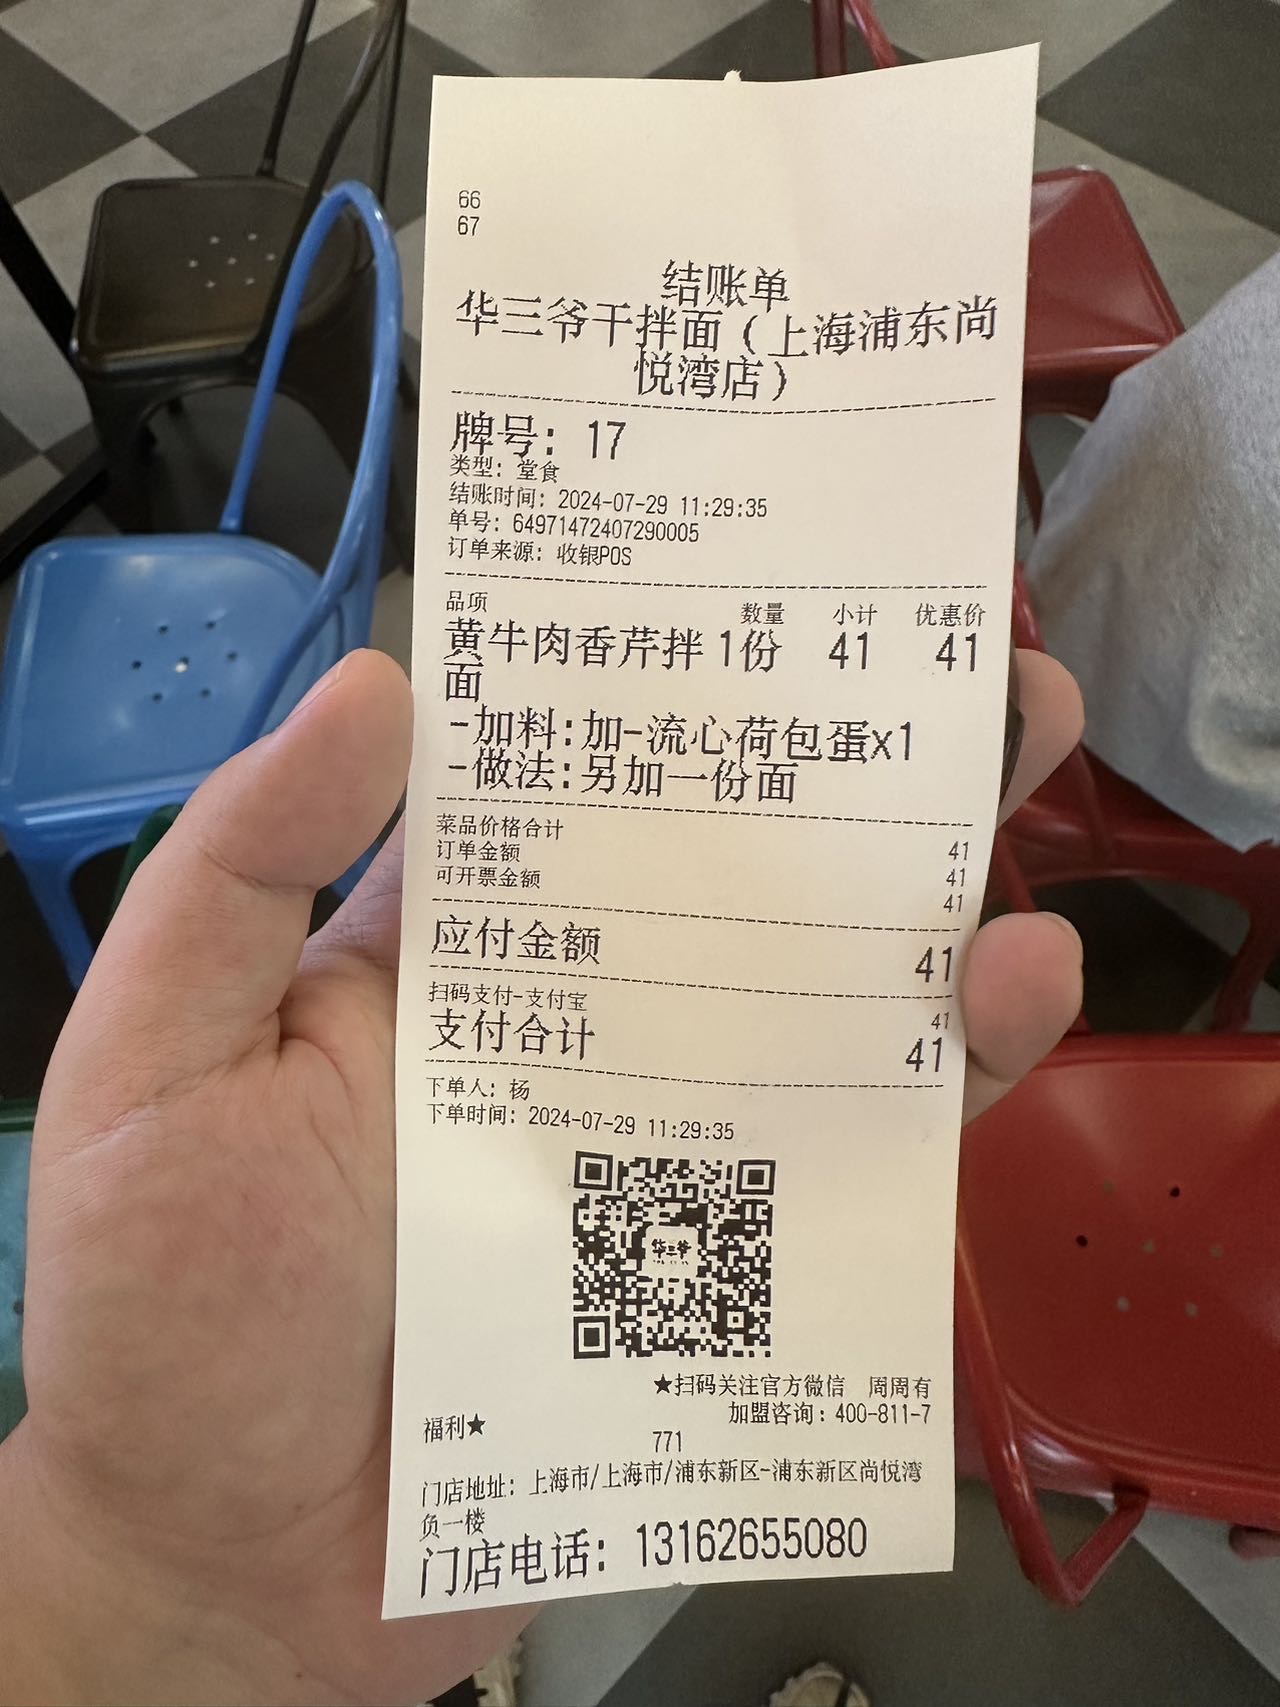 66
67
结账单
华三爷干拌面（上海浦东尚
悦湾店）
牌号：17
类型：堂食
结账时间：2024-07-29 11:29:35
单号：64971472407290005
订单来源：收银POS
品项 数量 小计 优惠价
黄牛肉香芹拌 1份 41 41
面
-加料:加-流心荷包蛋x1
-做法:另加一份面
菜品价格合计 41
订单金额 41
可开票金额 41
应付金额 41
扫码支付-支付宝 41
支付合计 41
下单人：杨
下单时间：2024-07-29 11:29:35
华三爷
★扫码关注官方微信 周周有
福利★
加盟咨询：400-811-7
771
门店地址：上海市/上海市/浦东新区-浦东新区尚悦湾
负一楼
门店电话：13162655080